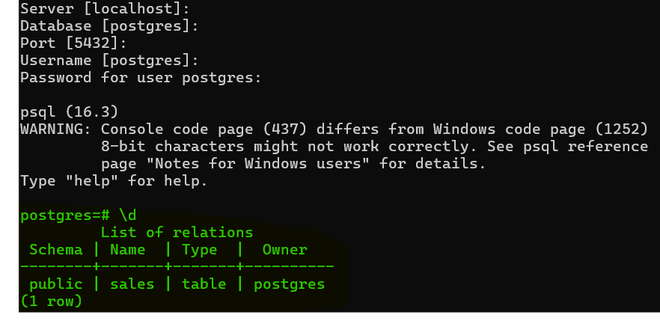 Server [localhost]:
Database [postgres]:
Port [5432]:
Username [postgres]:
Password for user postgres:
psql (16.3)
WARNING: Console code page (437) differs from Windows code page (1252)
         8-bit characters might not work correctly. See psql reference
         page "Notes for Windows users" for details.
Type "help" for help.
postgres=# \d
         List of relations
 Schema | Name  | Type  |  Owner
--------+-------+-------+----------
 public | sales | table | postgres
(1 row)